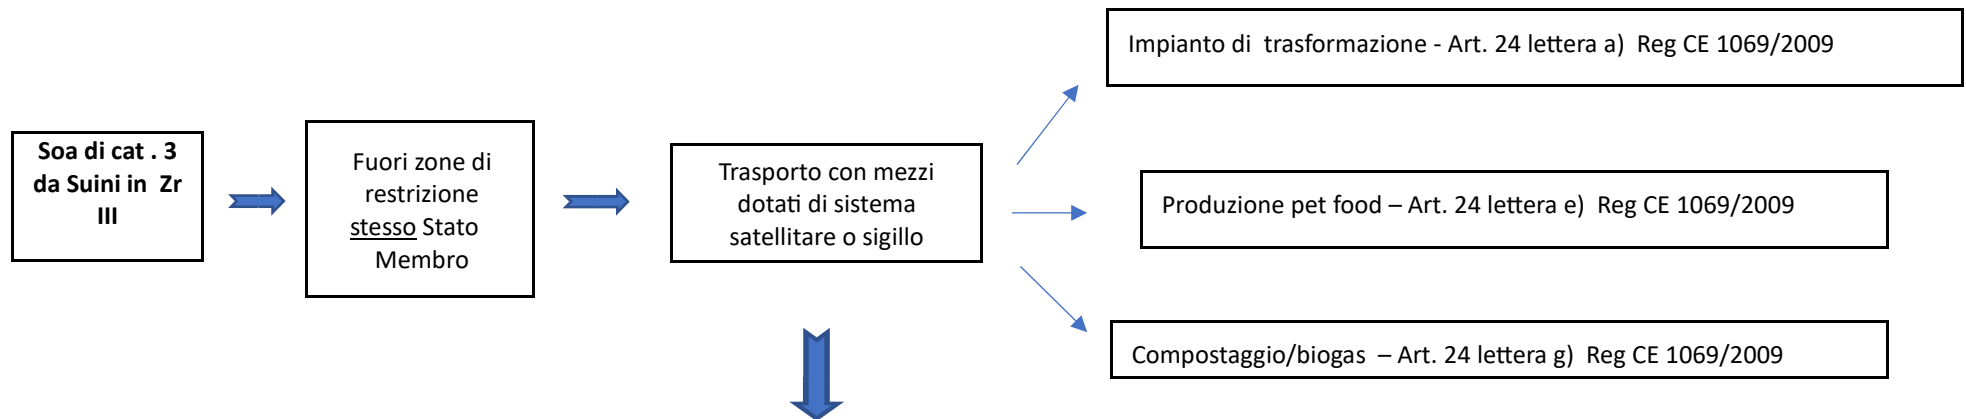 Soa di cat . 3
da Suini in Zr
III
Fuori zone di
restrizione
stesso Stato
Membro
Trasporto con mezzi
dotati di sistema
satellitare o sigillo
Impianto di trasformazione - Art. 24 lettera a) Reg CE 1069/2009
Produzione pet food – Art. 24 lettera e) Reg CE 1069/2009
Compostaggio/biogas – Art. 24 lettera g) Reg CE 1069/2009